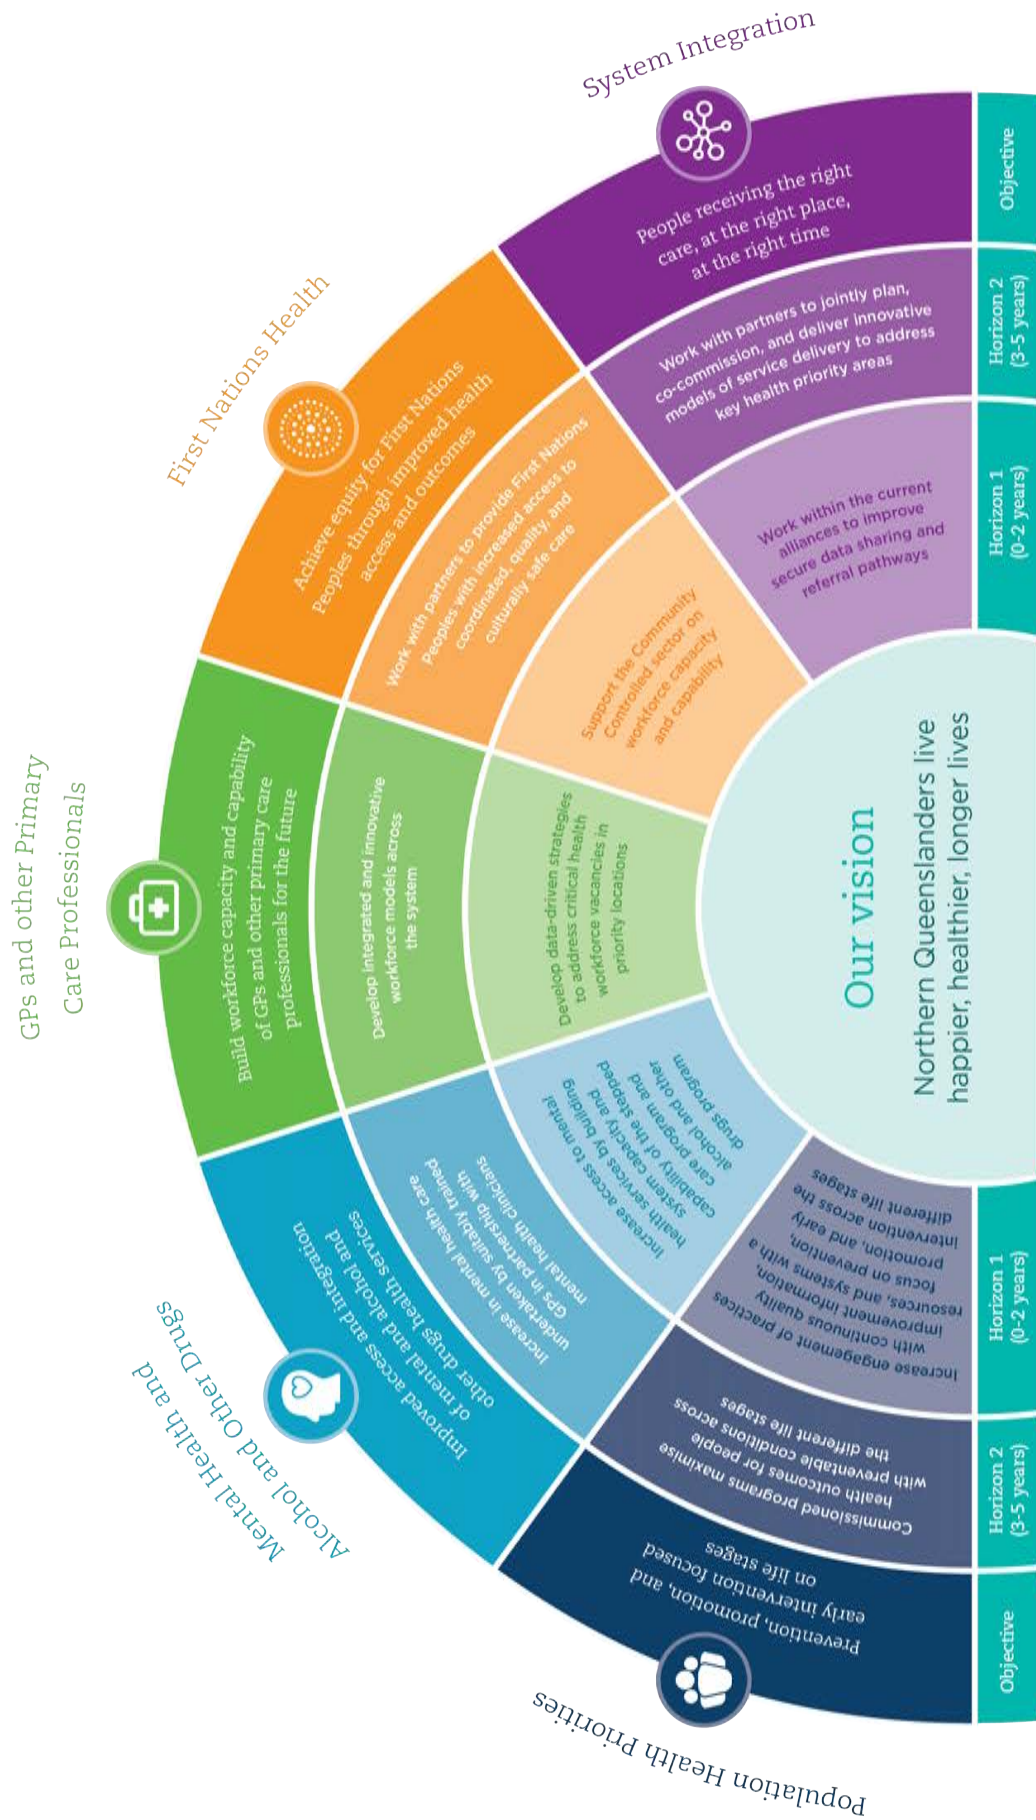 Population Health Priorities
Prevention, promotion, and
early intervention focused
on life stages
Commissioned programs maximise
health outcomes for people
with preventable conditions across
the different life stages
Increase engagement of practices
with continuous quality
improvement information,
resources, and systems with a
focus on prevention,
promotion, and early
intervention across the
different life stages
Mental Health and
Alcohol and Other Drugs
Improved access and integration
of mental and alcohol and
other drugs health services
Increase in mental health care
undertaken by suitably trained
GPs in partnership with
mental health clinicians
Increase access to mental
health services by building
system capacity and
capability of the stepped
care program and
alcohol and other
drugs program
GPs and other Primary
Care Professionals
Build workforce capacity and capability
of GPs and other primary care
professionals for the future
Develop integrated and innovative
workforce models across
the system
Develop data-driven strategies
to address critical health
workforce vacancies in
priority locations
First Nations Health
Achieve equity for First Nations
Peoples through improved health
access and outcomes
Work with partners to provide First Nations
Peoples with increased access to
coordinated, quality, and
culturally safe care
Support the Community
Controlled sector on
workforce capacity
and capability
System Integration
People receiving the right
care, at the right place,
at the right time
Work with partners to jointly plan,
co-commission, and deliver innovative
models of service delivery to address
key health priority areas
Work within the current
alliances to improve
secure data sharing and
referral pathways
Our vision
Northern Queenslanders live
happier, healthier, longer lives
Objective
Horizon 2
(3-5 years)
Horizon 1
(0-2 years)
Horizon 1
(0-2 years)
Horizon 2
(3-5 years)
Objective